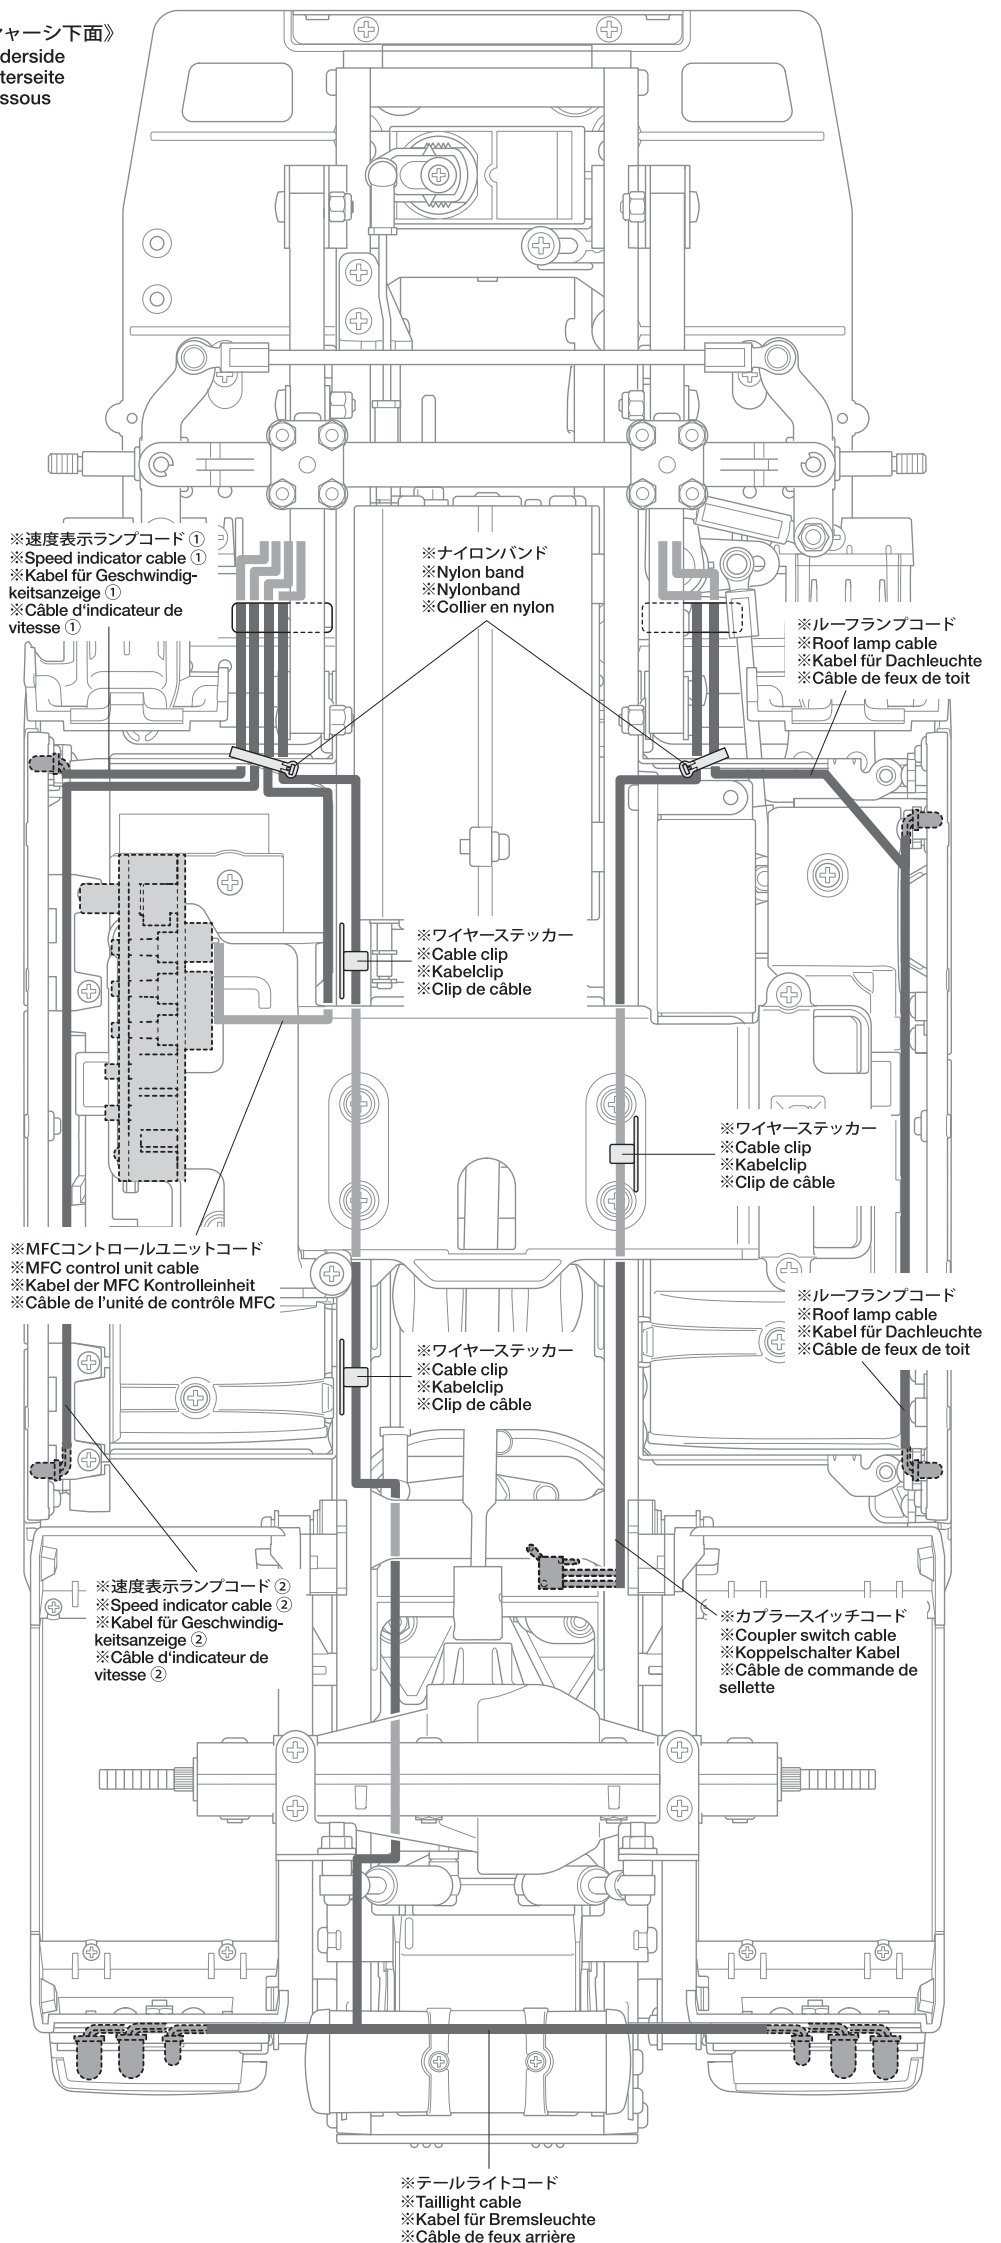 ャーシ下面》
derside
terseite
ssous
※速度表示ランプコード ①
※Speed indicator cable ①
※Kabel für Geschwindig-
keitsanzeige ①
※Câble d'indicateur de
vitesse ①
※ナイロンバンド
※Nylon band
※Nylonband
※Collier en nylon
※ルーフランプコード
※Roof lamp cable
※Kabel für Dachleuchte
※Câble de feux de toit
※ワイヤーステッカー
※Cable clip
※Kabelclip
※Clip de câble
※ワイヤーステッカー
※Cable clip
※Kabelclip
※Clip de câble
※MFCコントロールユニットコード
※MFC control unit cable
※Kabel der MFC Kontrolleinheit
※Câble de l'unité de contrôle MFC
※ルーフランプコード
※Roof lamp cable
※Kabel für Dachleuchte
※Câble de feux de toit
※ワイヤーステッカー
※Cable clip
※Kabelclip
※Clip de câble
※速度表示ランプコード ②
※Speed indicator cable ②
※Kabel für Geschwindig-
keitsanzeige ②
※Câble d'indicateur de
vitesse ②
※カプラースイッチコード
※Coupler switch cable
※Koppelschalter Kabel
※Câble de commande de
sellette
※テールライトコード
※Taillight cable
※Kabel für Bremsleuchte
※Câble de feux arrière